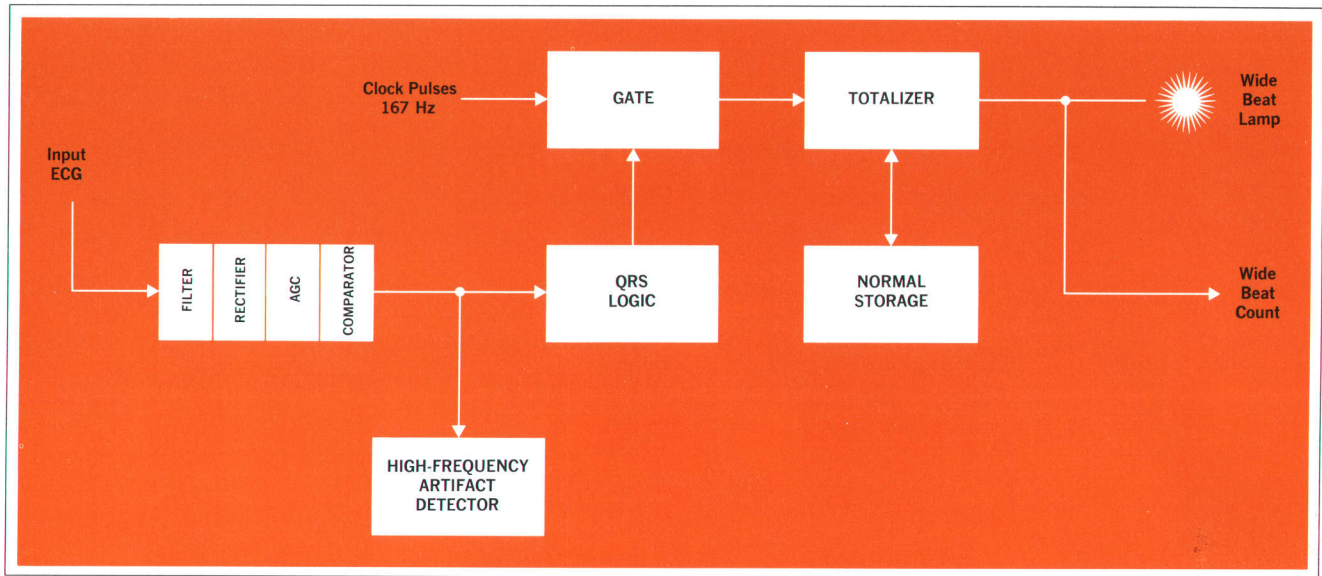 Clock Pulses
167 Hz
GATE
TOTALIZER
Wide
Beat
Lamp
Input
ECG
FILTER
RECTIFIER
AGC
COMPARATOR
QRS
LOGIC
NORMAL
STORAGE
Wide
Beat
Count
HIGH-FREQUENCY
ARTIFACT
DETECTOR